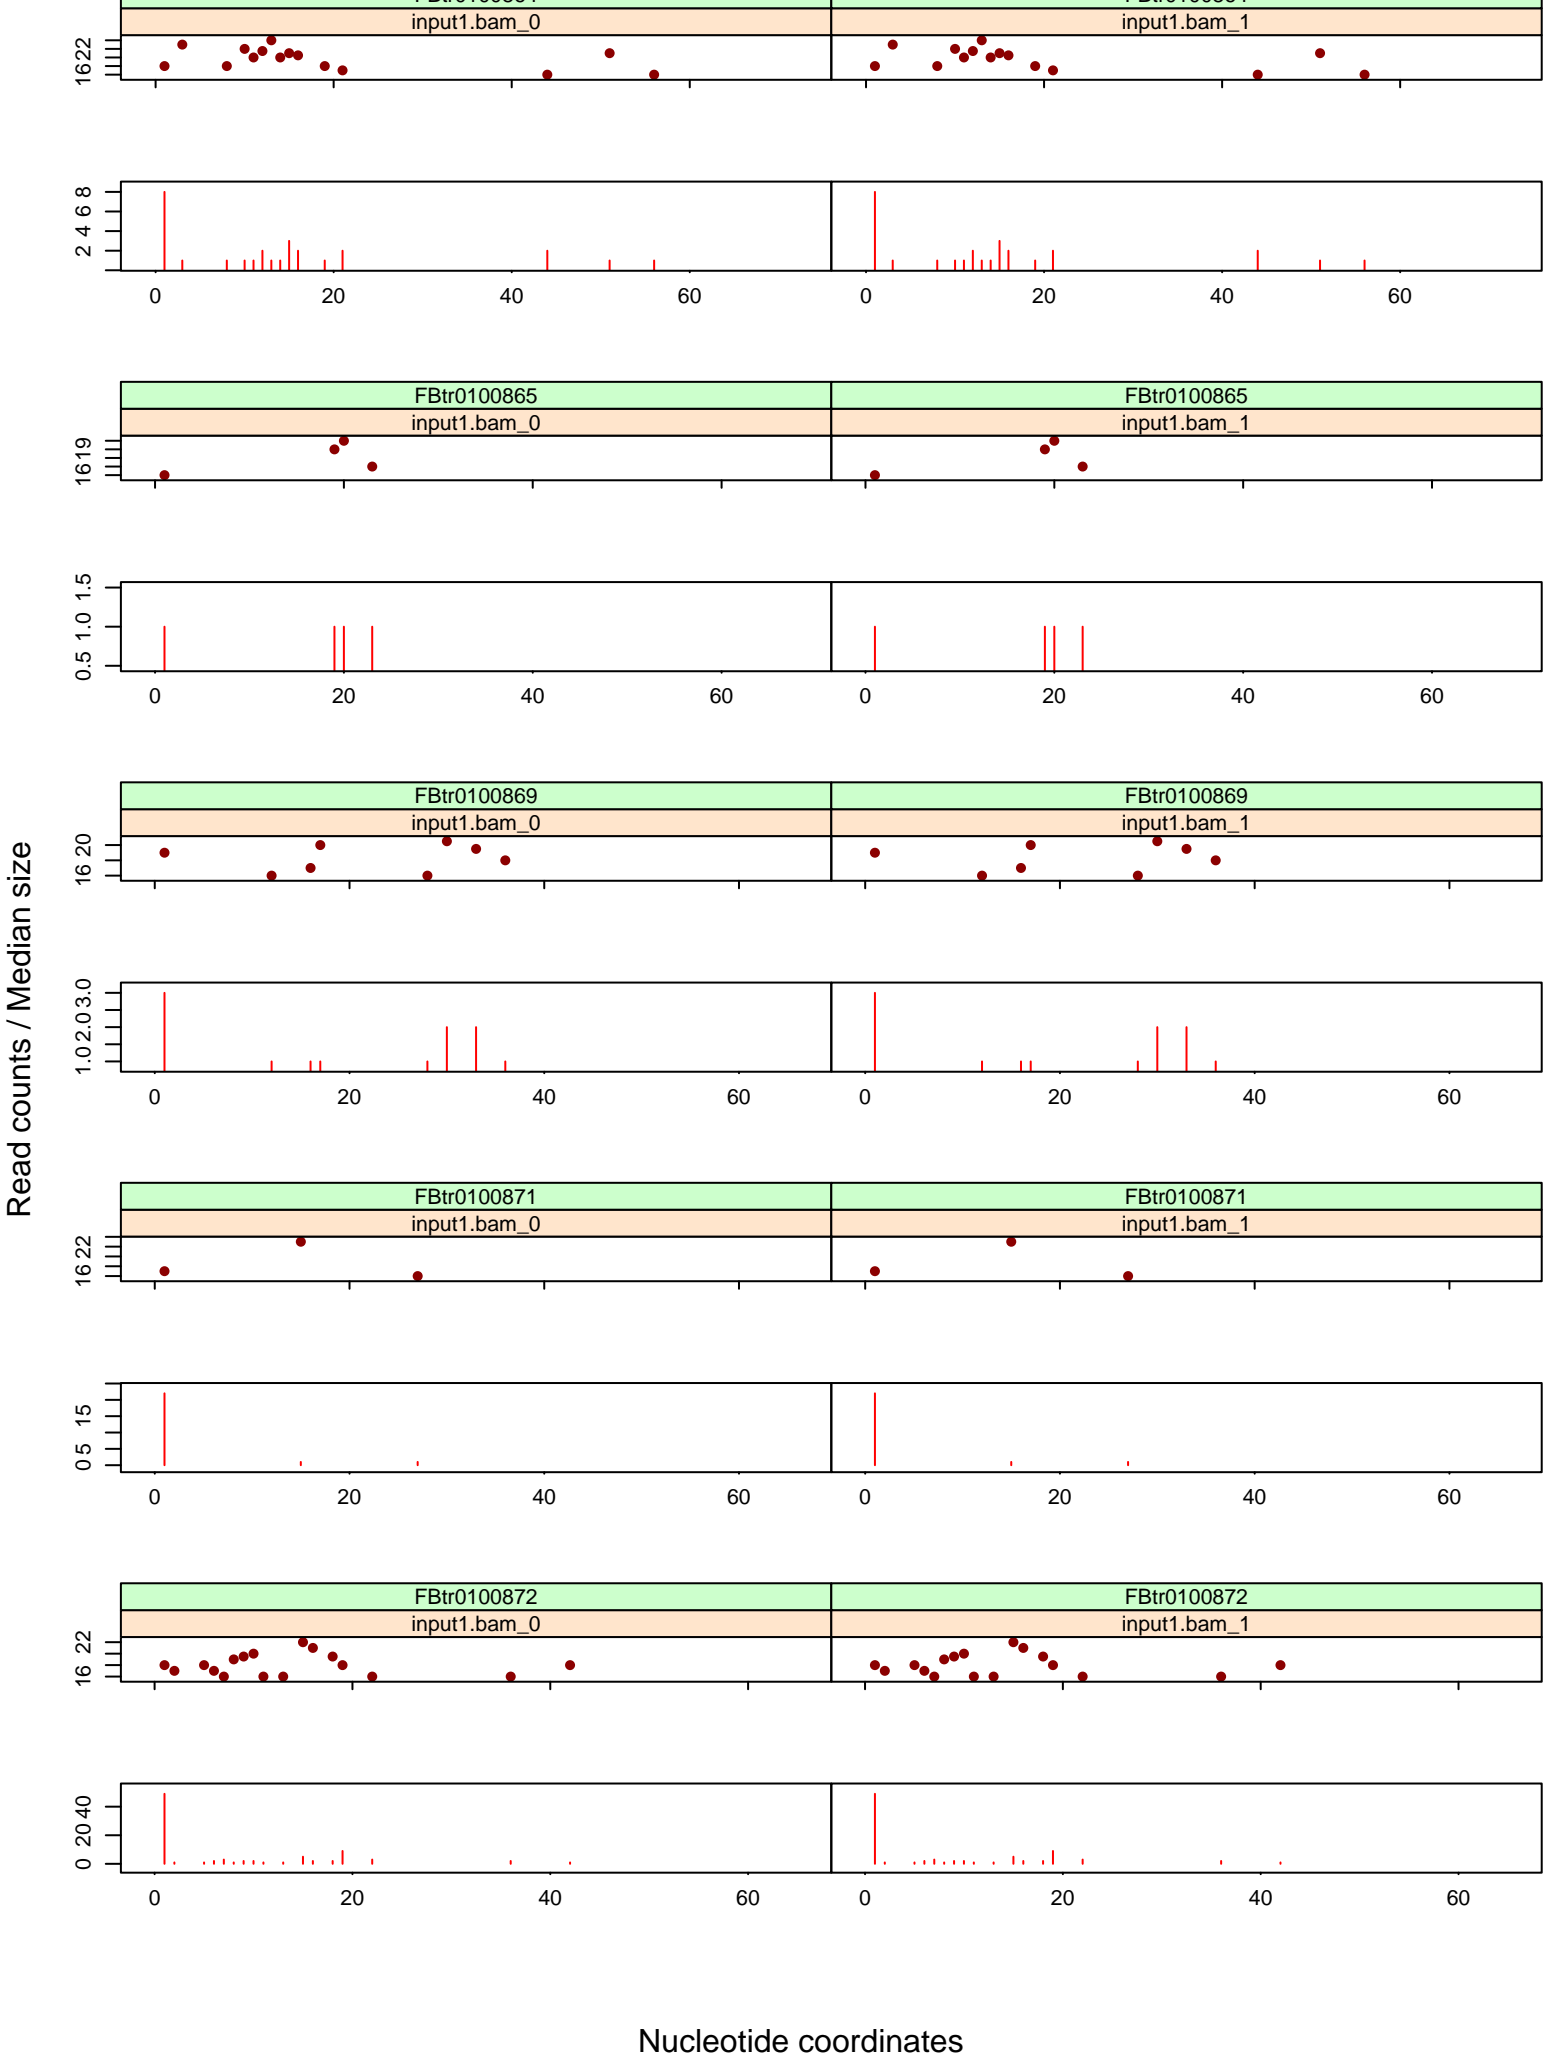 input1.bam_0 input1.bam_1
1622
2 4 6 8
0 20 40 60 0 20 40 60
FBtr0100865 FBtr0100865
input1.bam_0 input1.bam_1
1619
0.5 1.0 1.5
0 20 40 60 0 20 40 60
FBtr0100869 FBtr0100869
input1.bam_0 input1.bam_1
16 20
1.0 2.0 3.0
0 20 40 60 0 20 40 60
FBtr0100871 FBtr0100871
input1.bam_0 input1.bam_1
16 22
0 5 15
0 20 40 60 0 20 40 60
FBtr0100872 FBtr0100872
input1.bam_0 input1.bam_1
16 22
0 20 40
0 20 40 60 0 20 40 60
Read counts / Median size
Nucleotide coordinates